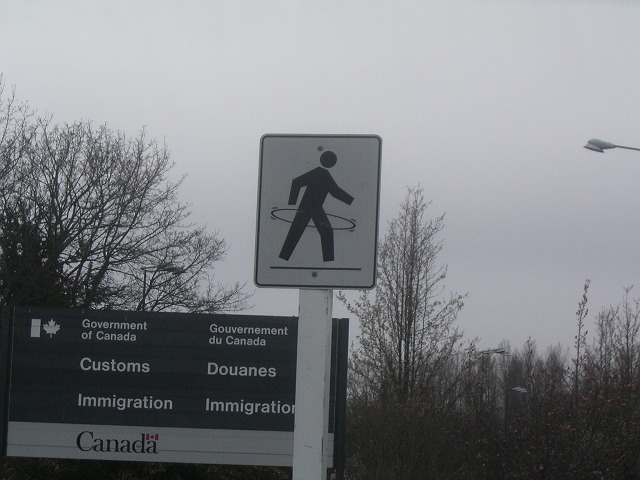 Government
of Canada
Gouvernement
du Canada
Customs
Douanes
Immigration
Immigration
Canada